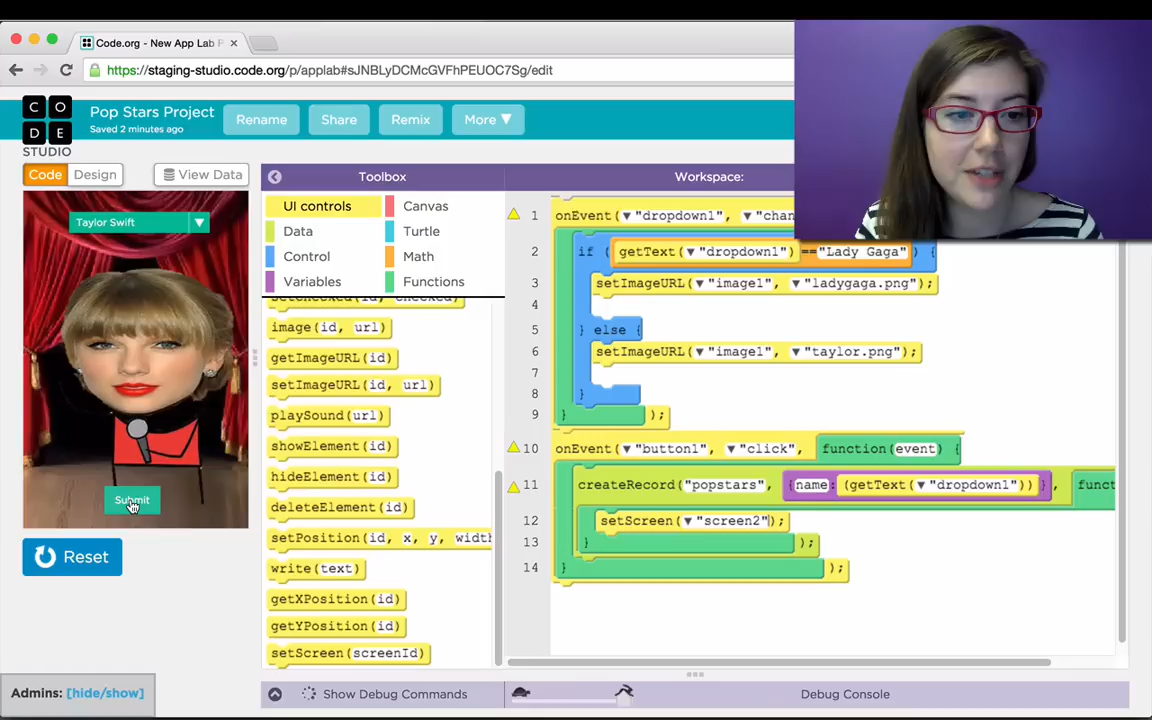 Code.org - New App Lab P
https://staging-studio.code.org/p/applab#sJNBLyDCMcGVFhPEUOC7Sg/edit
C O
D E
STUDIO
Pop Stars Project
Saved 2 minutes ago
Rename
Share
Remix
More ▼
Code
Design
View Data
Toolbox
Workspace:
Taylor Swift
Submit
Reset
UI controls
Canvas
Data
Turtle
Control
Math
Variables
Functions
image(id, url)
getImageURL(id)
setImageURL(id, url)
playSound(url)
showElement(id)
hideElement(id)
deleteElement(id)
setPosition(id, x, y, width
write(text)
getXPosition(id)
getYPosition(id)
setScreen(screenId)
1 onEvent(▼"dropdown1", ▼"chan
2 if (getText(▼"dropdown1")=="Lady Gaga") {
3 setImageURL(▼"image1", ▼"ladygaga.png");
4
5 } else {
6 setImageURL(▼"image1", ▼"taylor.png");
7
8 }
9 } );
10 onEvent(▼"button1", ▼"click", function(event) {
11 createRecord("popstars", {name:(getText(▼"dropdown1"))}, funct
12 setScreen(▼"screen2");
13 } );
14 } );
Admins: [hide/show]
Show Debug Commands
Debug Console